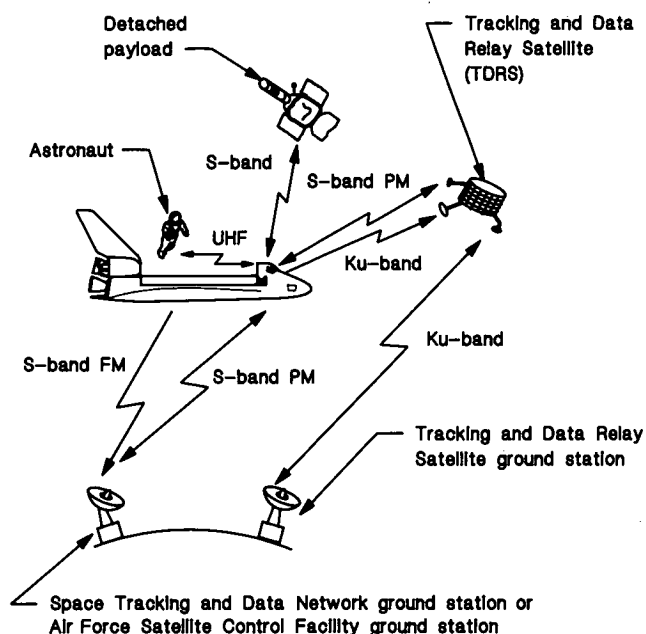 Detached
payload
Tracking and Data
Relay Satellite
(TDRS)
Astronaut
S-band
S-band PM
UHF
Ku-band
S-band FM
S-band PM
Ku-band
Tracking and Data Relay
Satellite ground station
Space Tracking and Data Network ground station or
Air Force Satellite Control Facility ground station